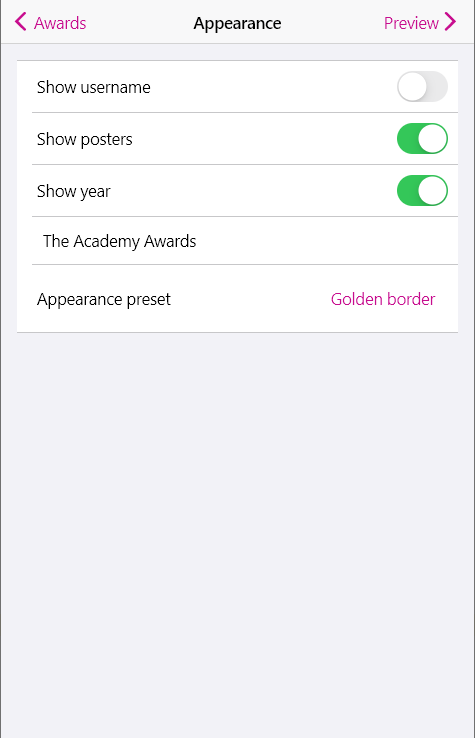 Awards Appearance Preview
Show username
Show posters
Show year
The Academy Awards
Appearance preset Golden border